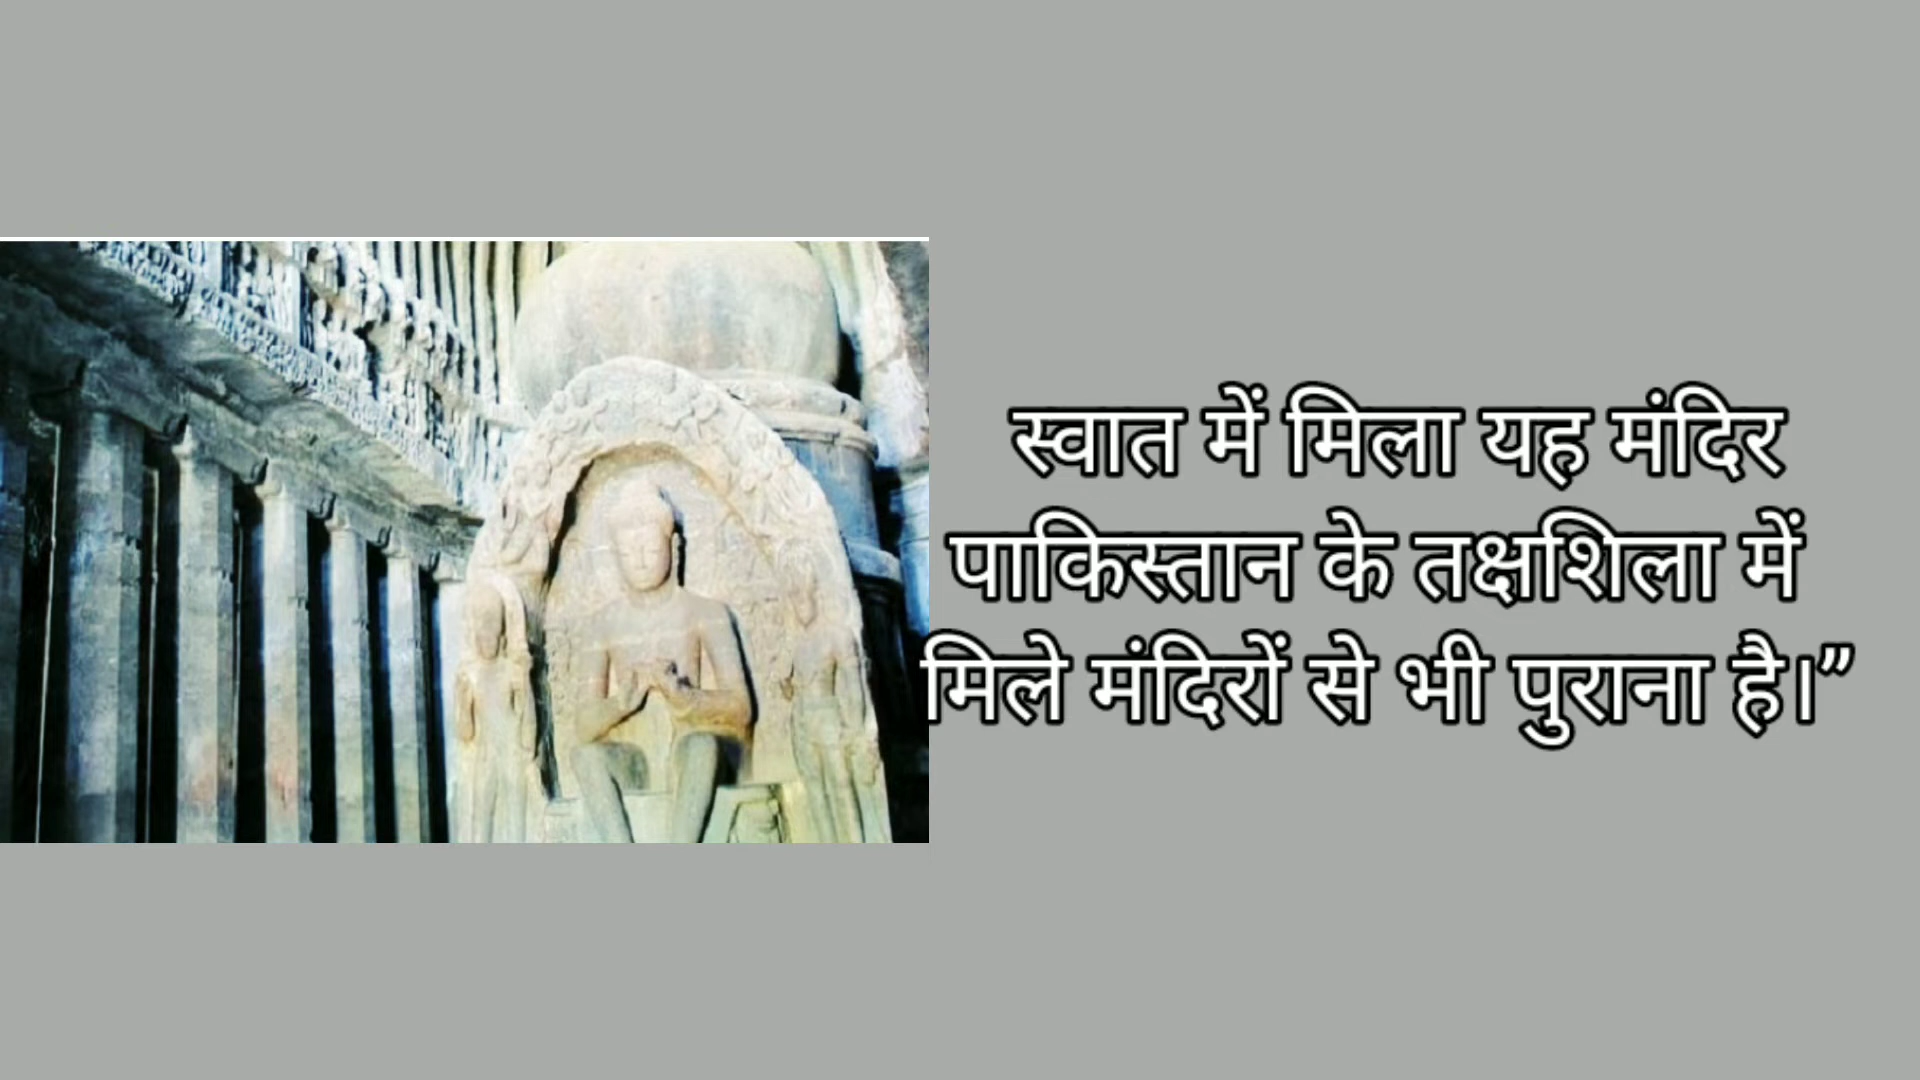 स्वात में मिला यह मंदिर
पाकिस्तान के तक्षशिला में
मिले मंदिरों से भी पुराना है।”